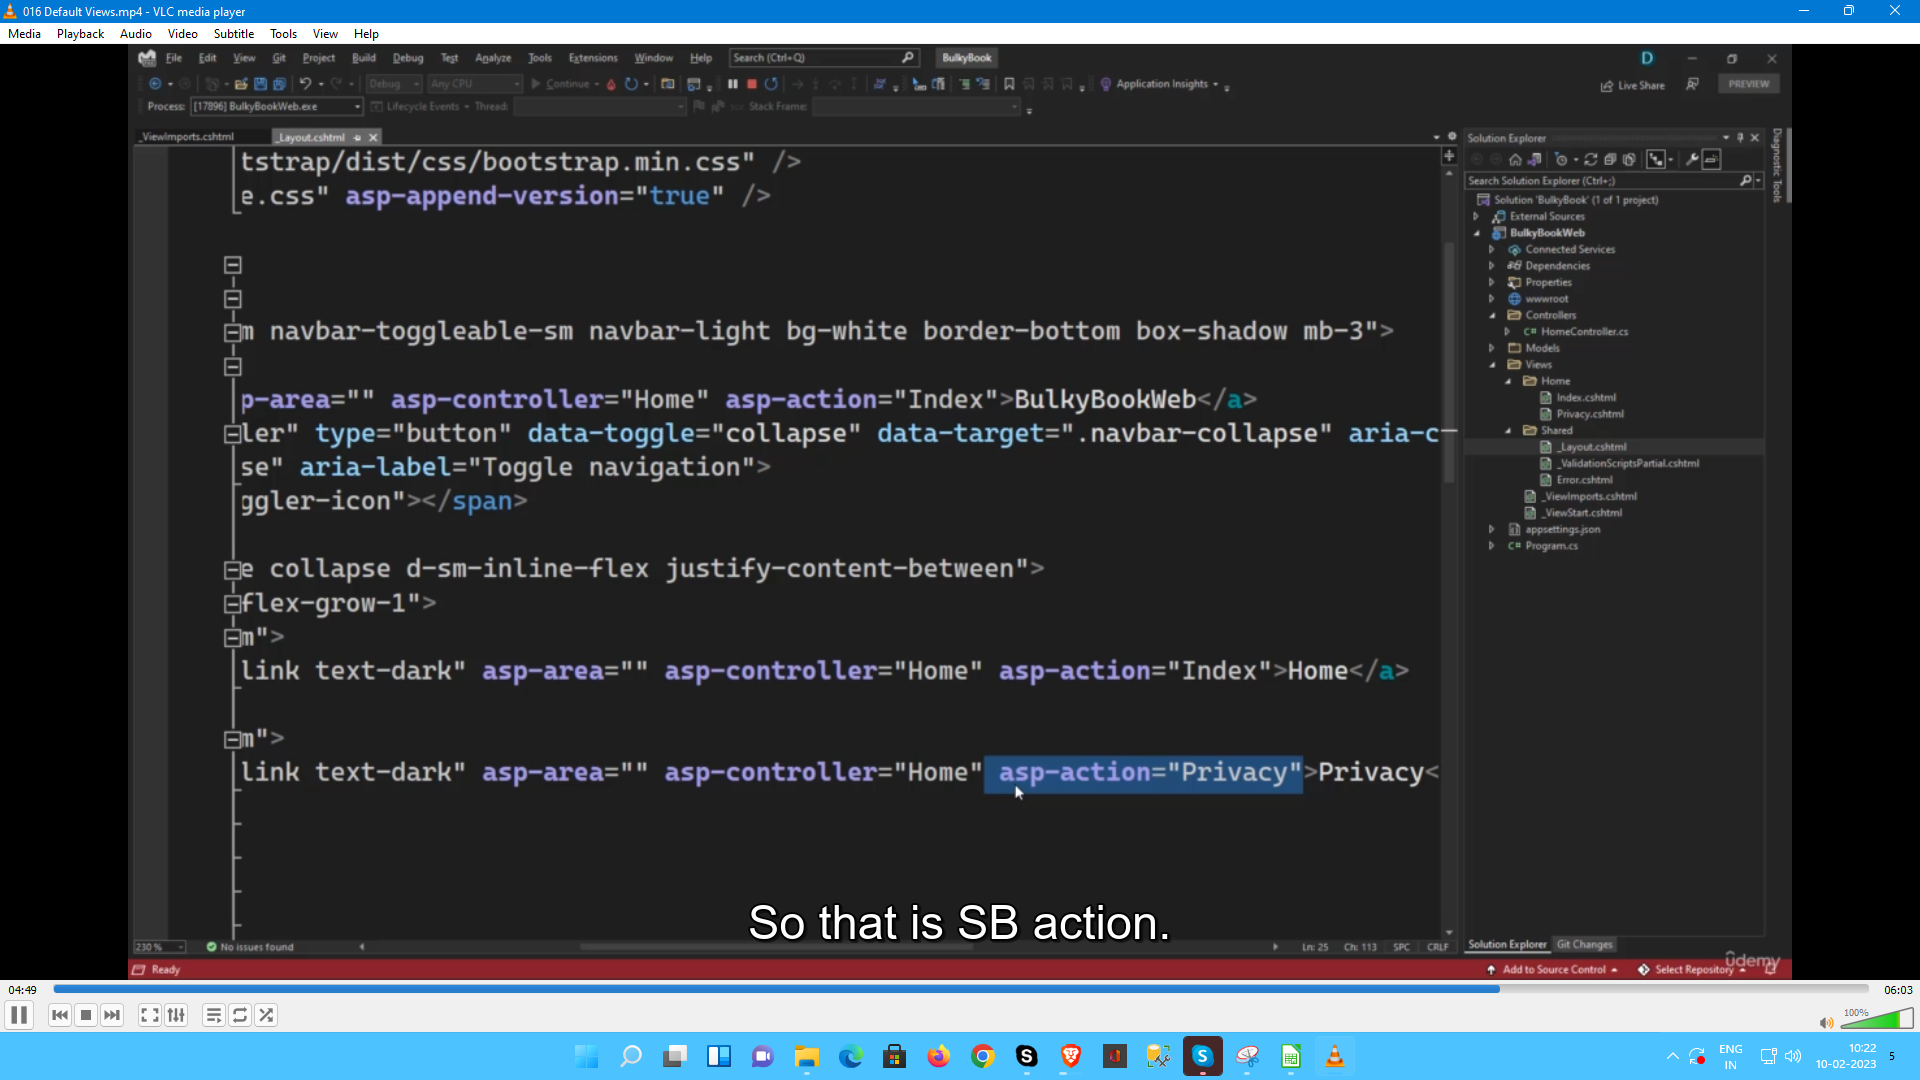 016 Default Views.mp4 - VLC media player
Media Playback Audio Video Subtitle Tools View Help
File Edit View Git Project Build Debug Test Analyze Tools Extensions Window Help Search (Ctrl+Q) BulkyBook D
Debug Any CPU Continue Application Insights Live Share PREVIEW
Process: [17896] BulkyBookWeb.exe Lifecycle Events Thread: Stack Frame:
_ViewImports.cshtml _Layout.cshtml
tstrap/dist/css/bootstrap.min.css" />
e.css" asp-append-version="true" />
m navbar-toggleable-sm navbar-light bg-white border-bottom box-shadow mb-3">
p-area="" asp-controller="Home" asp-action="Index">BulkyBookWeb</a>
ler" type="button" data-toggle="collapse" data-target=".navbar-collapse" aria-c
se" aria-label="Toggle navigation">
ggler-icon"></span>
e collapse d-sm-inline-flex justify-content-between">
flex-grow-1">
m">
link text-dark" asp-area="" asp-controller="Home" asp-action="Index">Home</a>
m">
link text-dark" asp-area="" asp-controller="Home" asp-action="Privacy">Privacy<
So that is SB action.
230 % No issues found Ln: 25 Ch: 113 SPC CRLF
Solution Explorer
Search Solution Explorer (Ctrl+;)
Solution 'BulkyBook' (1 of 1 project)
External Sources
BulkyBookWeb
Connected Services
Dependencies
Properties
wwwroot
Controllers
C# HomeController.cs
Models
Views
Home
Index.cshtml
Privacy.cshtml
Shared
_Layout.cshtml
_ValidationScriptsPartial.cshtml
Error.cshtml
_ViewImports.cshtml
_ViewStart.cshtml
appsettings.json
C# Program.cs
Solution Explorer Git Changes
Diagnostic Tools
Ready Add to Source Control Select Repository
udemy
04:49 06:03
100%
ENG
IN
10:22
10-02-2023
5